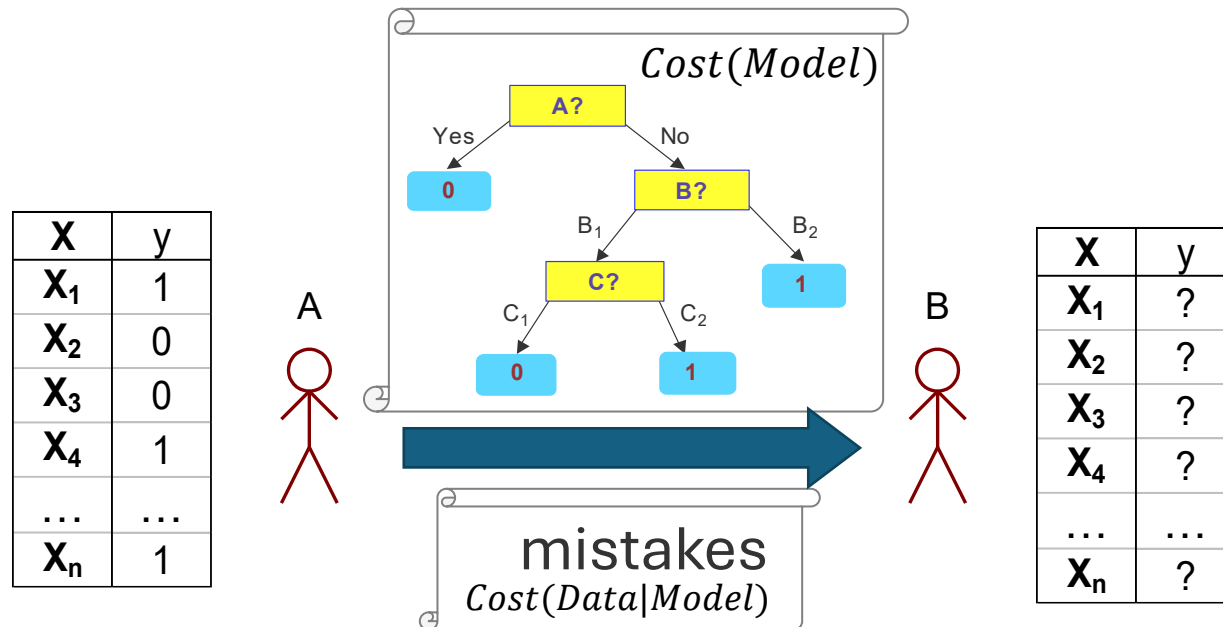 Cost(Model)
A?
Yes
No
0
B?
B₁
B₂
C?
1
C₁
C₂
0
1
X y
X₁ 1
X₂ 0
X₃ 0
X₄ 1
... ...
Xₙ 1
A
B
X y
X₁ ?
X₂ ?
X₃ ?
X₄ ?
... ...
Xₙ ?
mistakes
Cost(Data|Model)